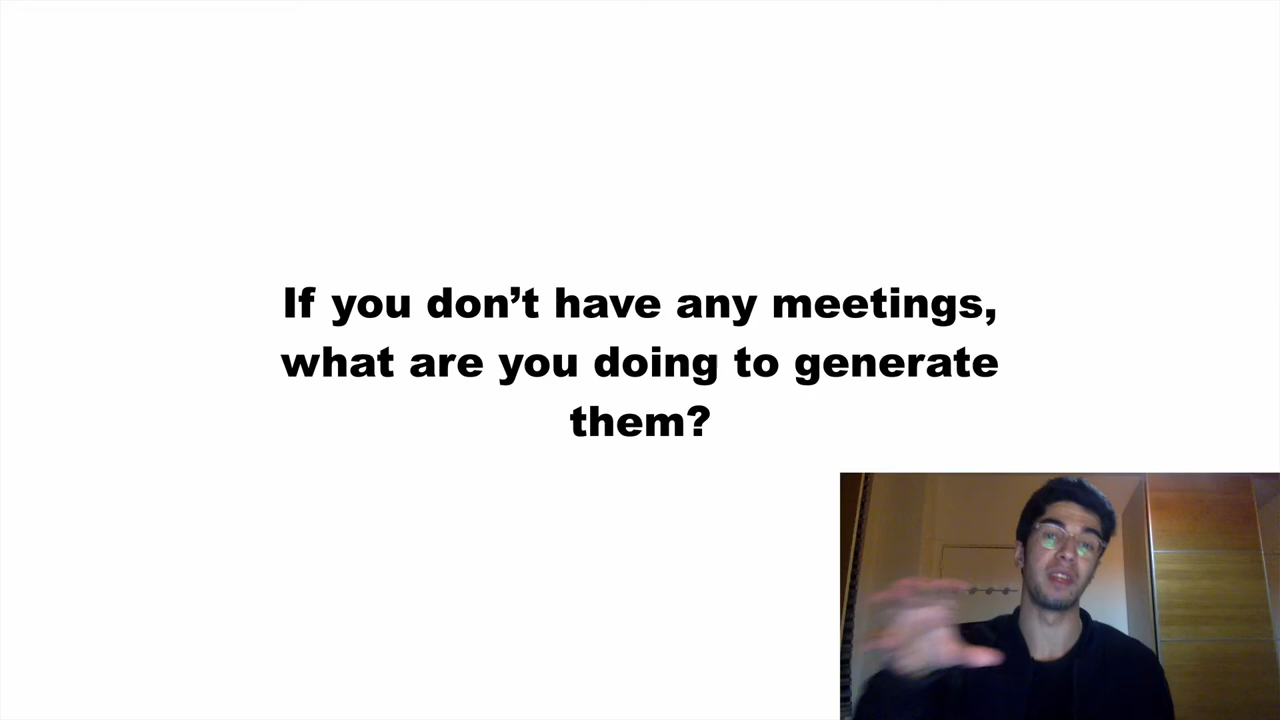 If you don’t have any meetings,
what are you doing to generate
them?